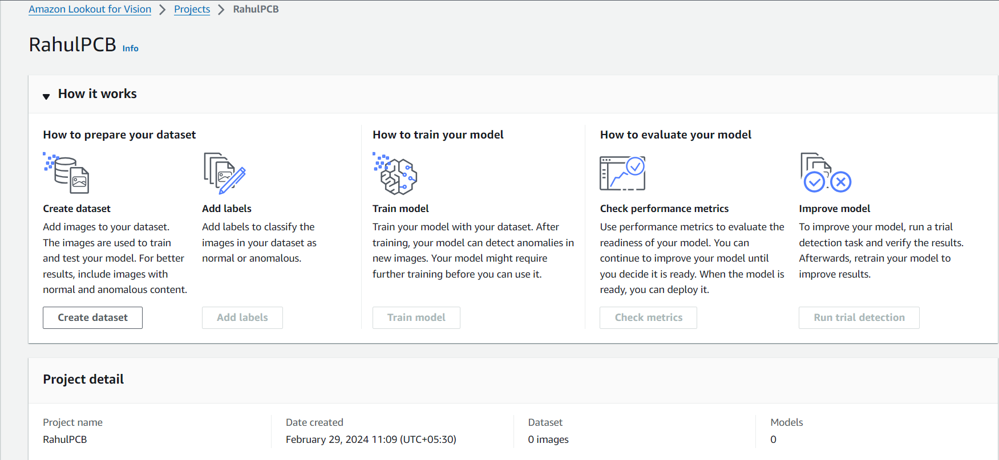 Amazon Lookout for Vision > Projects > RahulPCB
RahulPCB Info
How it works
How to prepare your dataset
Create dataset
Add images to your dataset.
The images are used to train
and test your model. For better
results, include images with
normal and anomalous content.
Create dataset
Add labels
Add labels to classify the
images in your dataset as
normal or anomalous.
Add labels
How to train your model
Train model
Train your model with your dataset. After
training, your model can detect anomalies in
new images. Your model might require
further training before you can use it.
Train model
How to evaluate your model
Check performance metrics
Use performance metrics to evaluate the
readiness of your model. You can
continue to improve your model until
you decide it is ready. When the model is
ready, you can deploy it.
Check metrics
Improve model
To improve your model, run a trial
detection task and verify the results.
Afterwards, retrain your model to
improve results.
Run trial detection
Project detail
Project name
RahulPCB
Date created
February 29, 2024 11:09 (UTC+05:30)
Dataset
0 images
Models
0